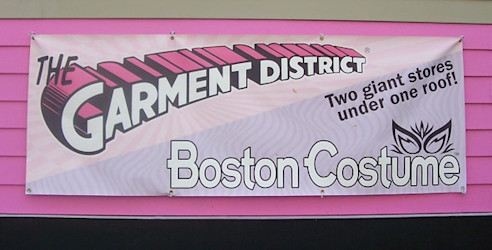 THE
GARMENT DISTRICT®
Two giant stores
under one roof!
Boston Costume